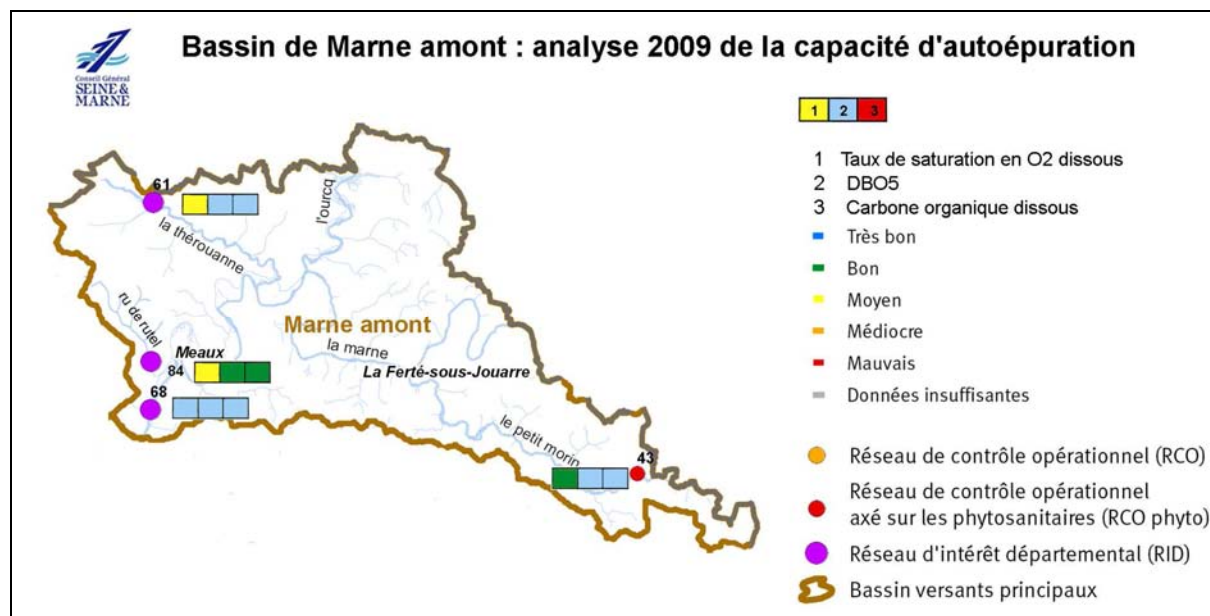 Bassin de Marne amont : analyse 2009 de la capacité d'autoépuration
Conseil Général
SEINE &
MARNE
1 2 3
1 Taux de saturation en O2 dissous
2 DBO5
3 Carbone organique dissous
Très bon
Bon
Moyen
Médiocre
Mauvais
Données insuffisantes
Réseau de contrôle opérationnel (RCO)
Réseau de contrôle opérationnel
axé sur les phytosanitaires (RCO phyto)
Réseau d'intérêt départemental (RID)
Bassin versants principaux
61
l'ourcq
la thérouanne
ru de rutel
Marne amont
la marne
Meaux
84
La Ferté-sous-Jouarre
68
le petit morin
43